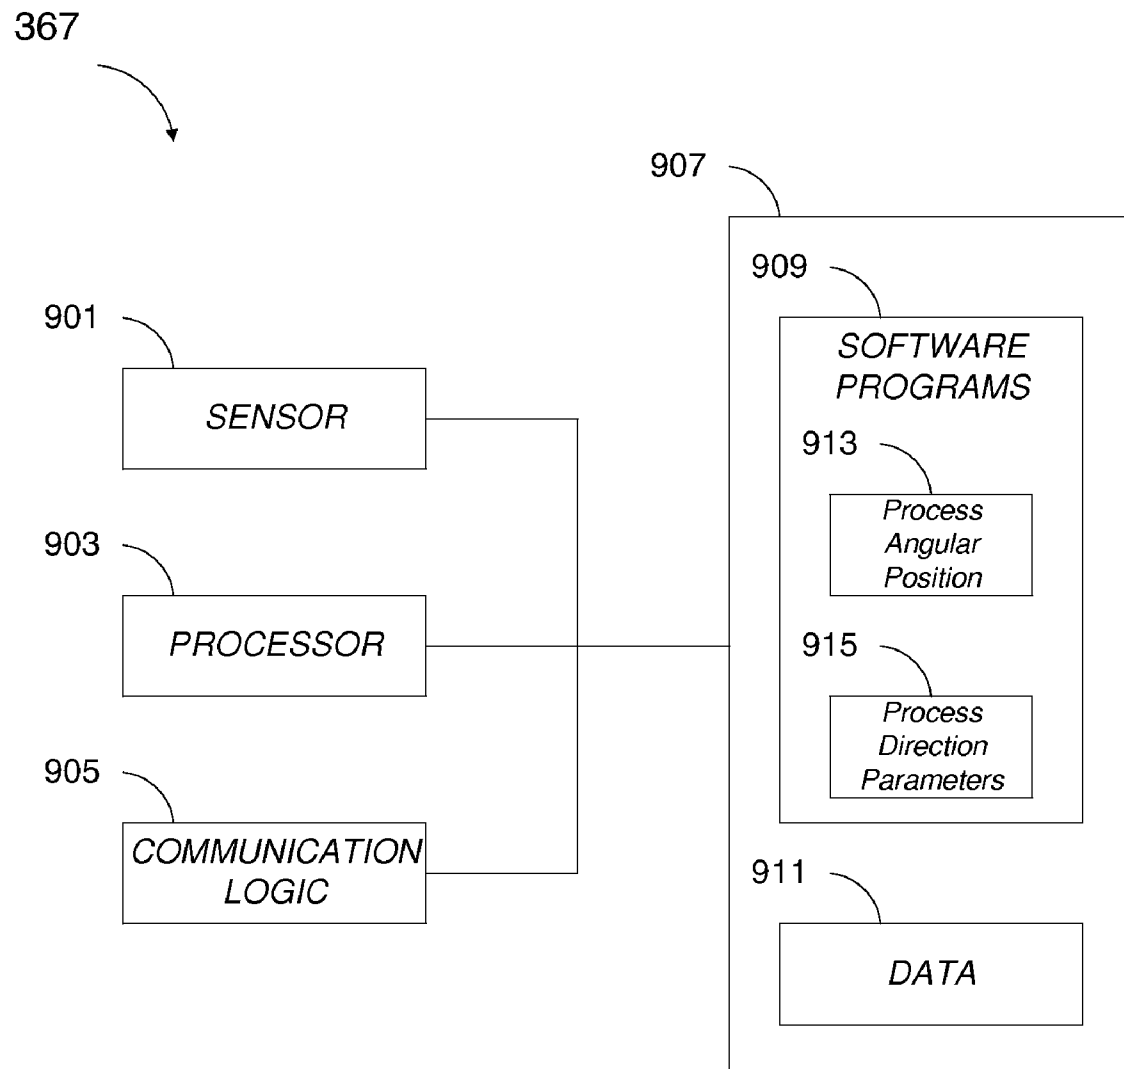 367
907
909
SOFTWARE
PROGRAMS
901
SENSOR
913
Process
Angular
Position
903
PROCESSOR
915
Process
Direction
Parameters
905
COMMUNICATION
LOGIC
911
DATA